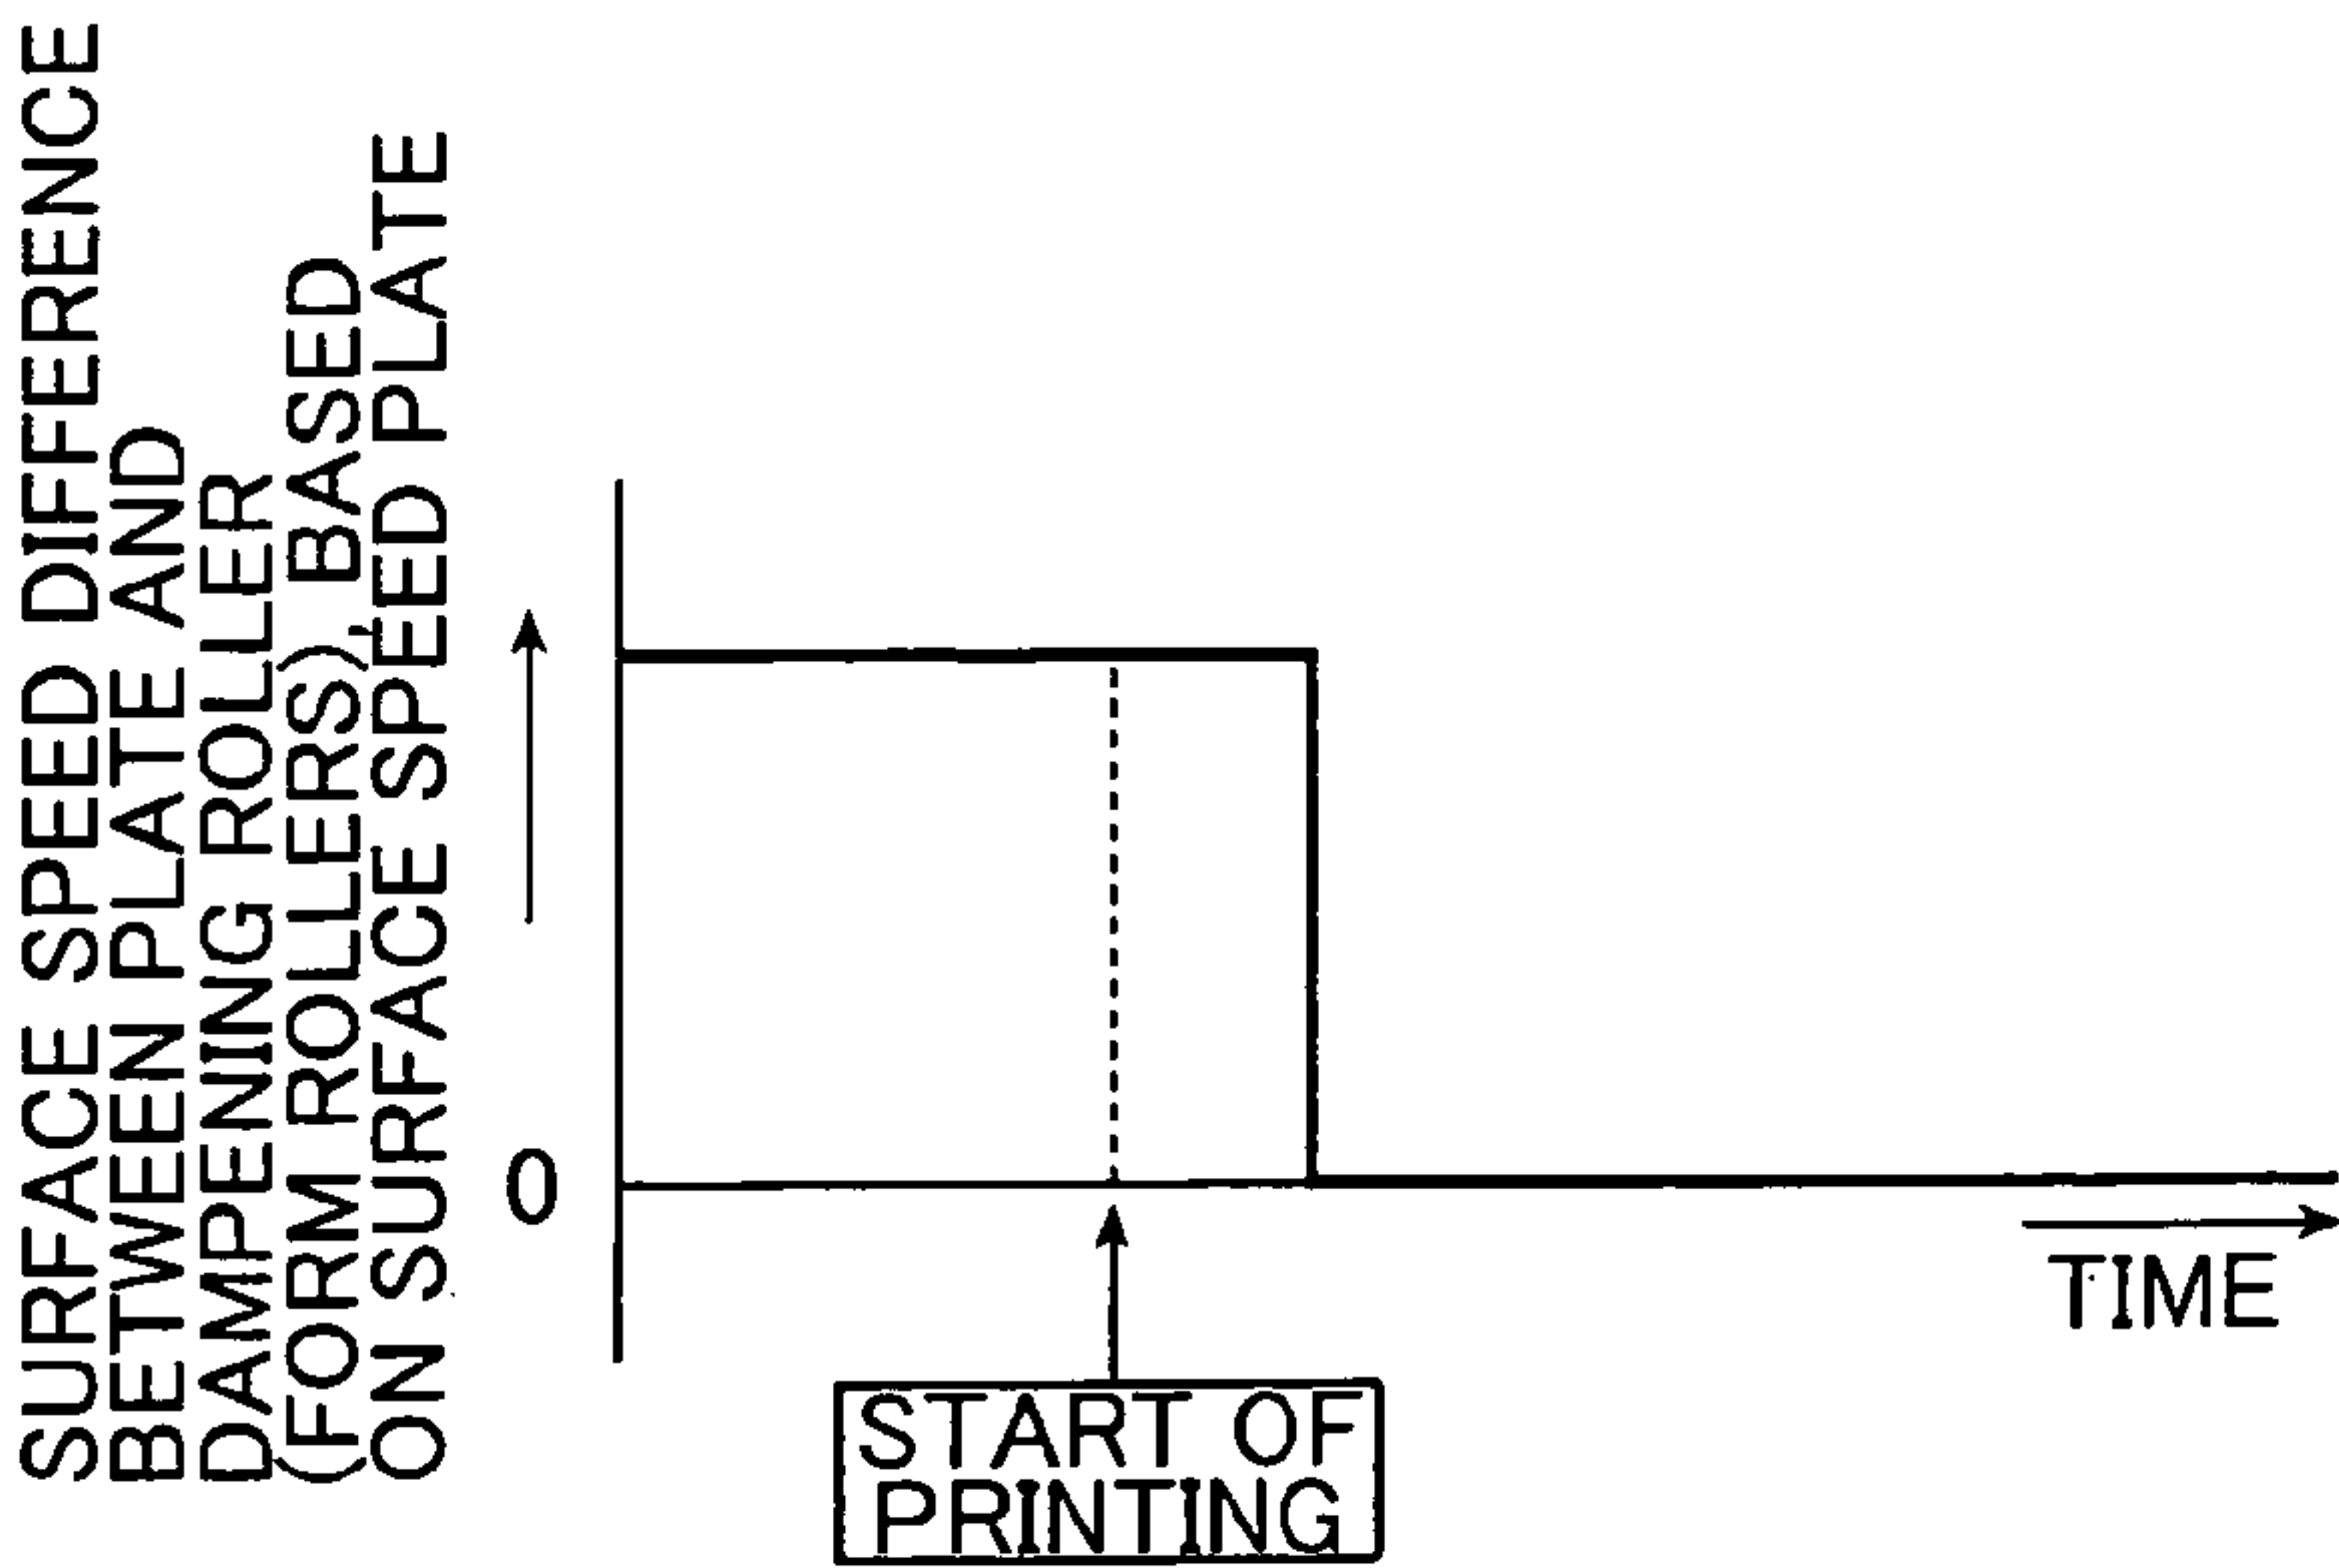 SURFACE SPEED DIFFERENCE
BETWEEN PLATE AND
DAMPENING ROLLER
(FORM ROLLERS), BASED
ON SURFACE SPEED PLATE
0
TIME
START OF
PRINTING